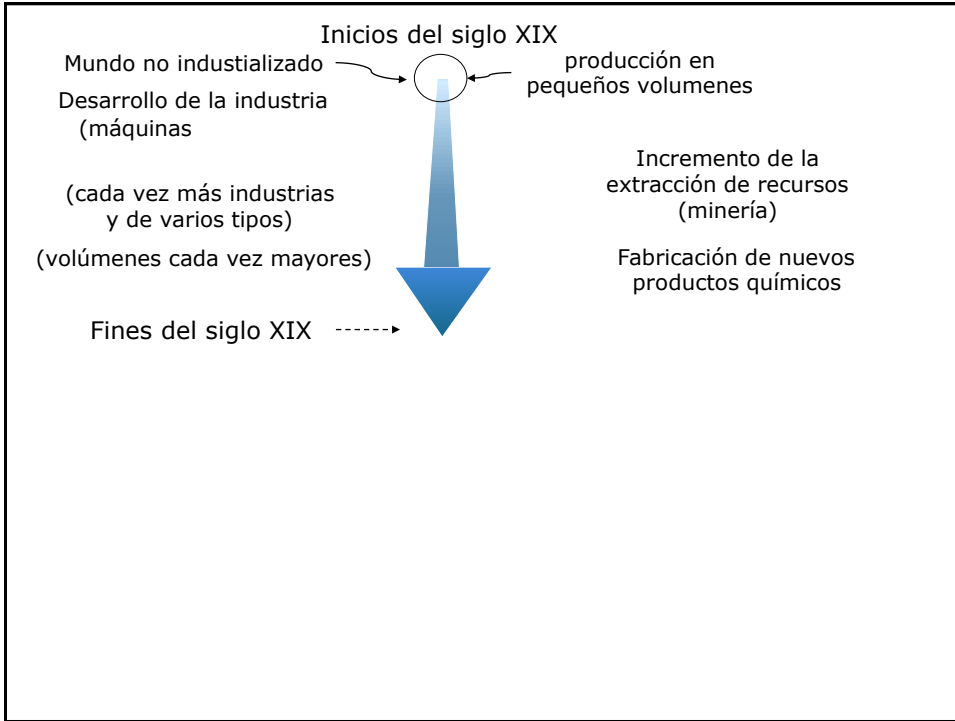 Inicios del siglo XIX
Mundo no industializado
producción en
pequeños volumenes
Desarrollo de la industria
(máquinas
(cada vez más industrias
y de varios tipos)
(volúmenes cada vez mayores)
Incremento de la
extracción de recursos
(minería)
Fabricación de nuevos
productos químicos
Fines del siglo XIX